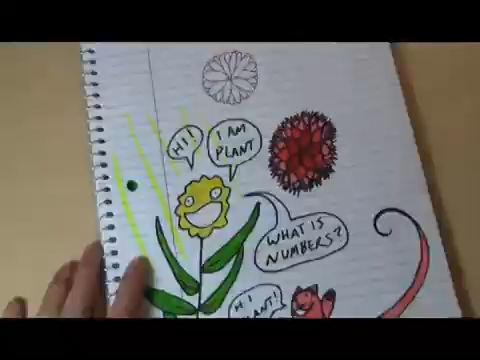 HI!
I AM
PLANT
WHAT IS
NUMBERS?
HI
PLANT!